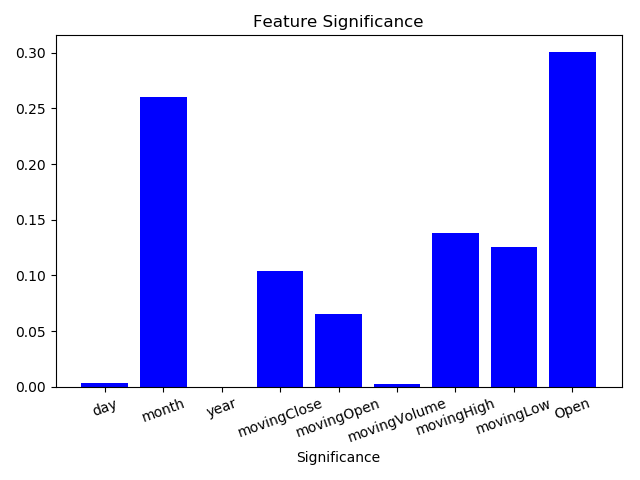 Feature Significance
0.30
0.25
0.20
0.15
0.10
0.05
0.00
day
month
year
movingClose
movingOpen
movingVolume
movingHigh
movingLow
Open
Significance